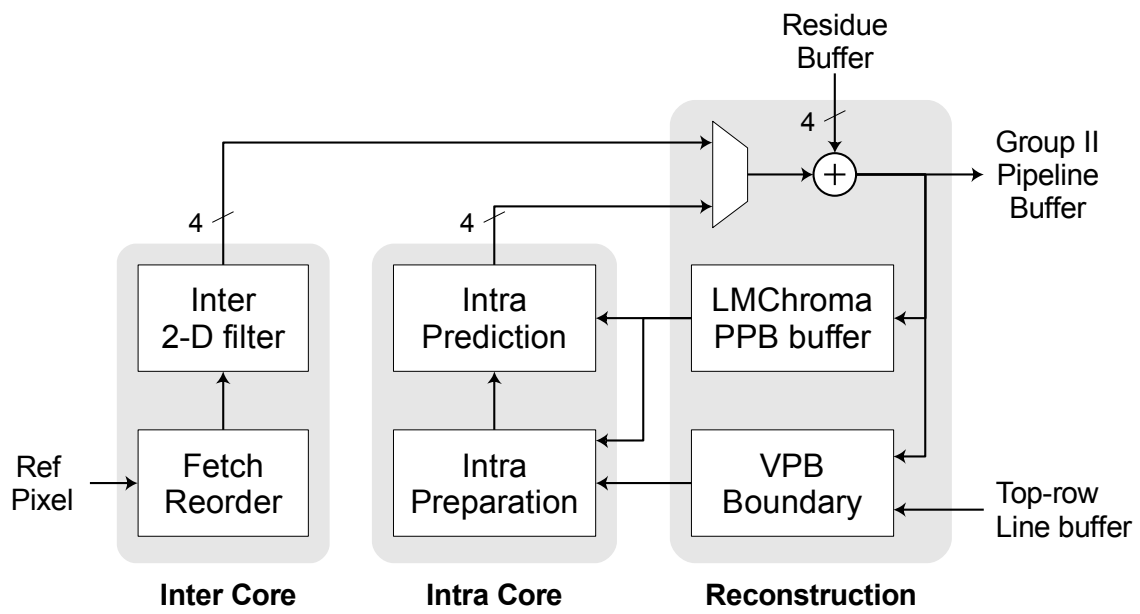 Residue
Buffer
4
Group II
Pipeline
Buffer
4
4
Inter
2-D filter
Intra
Prediction
LMChroma
PPB buffer
Ref
Pixel
Fetch
Reorder
Intra
Preparation
VPB
Boundary
Top-row
Line buffer
Inter Core
Intra Core
Reconstruction